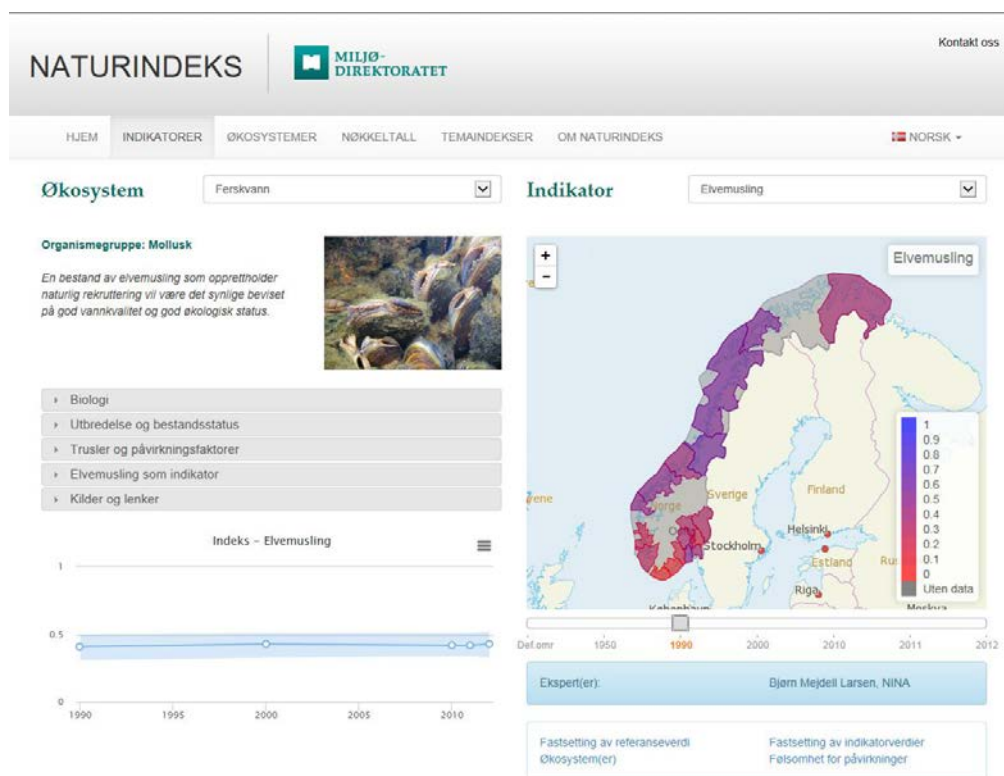 Kontakt oss
NATURINDEKS
MILJØ-
DIREKTORATET
HJEM INDIKATORER ØKOSYSTEMER NØKKELTALL TEMAINDEKSER OM NATURINDEKS NORSK
Økosystem Ferskvann
Indikator Elvemusling
Organismegruppe: Mollusk
En bestand av elvemusling som opprettholder
naturlig rekruttering vil være det synlige beviset
på god vannkvalitet og god økologisk status.
Biologi
Utbredelse og bestandsstatus
Trusler og påvirkningsfaktorer
Elvemusling som indikator
Kilder og lenker
Indeks – Elvemusling
1
0.5
0
1990 1995 2000 2005 2010
+
-
Elvemusling
1
0.9
0.8
0.7
0.6
0.5
0.4
0.3
0.2
0.1
0
Uten data
Sverige
Finland
Helsinki
Stockholm
Estland
Riga
Def.omr 1950 1990 2000 2010 2011 2012
Ekspert(er): Bjørn Mejdell Larsen, NINA
Fastsetting av referanseverdi Fastsetting av indikatorverdier
Økosystem(er) Følsomhet for påvirkninger